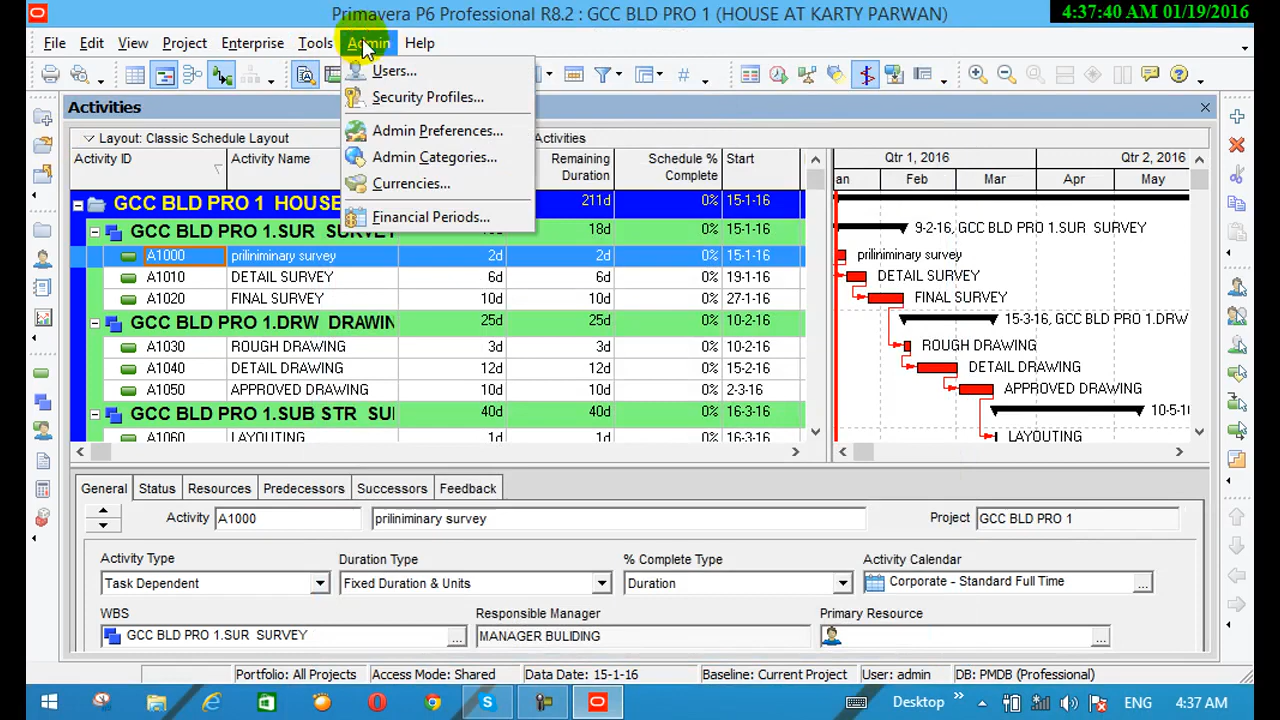 Primavera P6 Professional R8.2 : GCC BLD PRO 1 (HOUSE AT KARTY PARWAN)
4:37:40 AM 01/19/2016
File Edit View Project Enterprise Tools Admin Help
Users...
Security Profiles...
Admin Preferences...
Admin Categories...
Currencies...
Financial Periods...
Activities
Layout: Classic Schedule Layout
Activities
Activity ID Activity Name Remaining Duration Schedule % Complete Start
Qtr 1, 2016 Qtr 2, 2016
an Feb Mar Apr May
GCC BLD PRO 1 HOUSE 211d 0% 15-1-16
GCC BLD PRO 1.SUR SURVEY 18d 0% 15-1-16 9-2-16, GCC BLD PRO 1.SUR SURVEY
A1000 priliniminary survey 2d 0% 15-1-16 priliniminary survey
A1010 DETAIL SURVEY 6d 6d 0% 19-1-16 DETAIL SURVEY
A1020 FINAL SURVEY 10d 10d 0% 27-1-16 FINAL SURVEY
GCC BLD PRO 1.DRW DRAWIN 25d 25d 0% 10-2-16 15-3-16, GCC BLD PRO 1.DRW
A1030 ROUGH DRAWING 3d 3d 0% 10-2-16 ROUGH DRAWING
A1040 DETAIL DRAWING 12d 12d 0% 15-2-16 DETAIL DRAWING
A1050 APPROVED DRAWING 10d 10d 0% 2-3-16 APPROVED DRAWING
GCC BLD PRO 1.SUB STR SU 40d 40d 0% 16-3-16 10-5-1
A1060 LAYOUTING 1d 1d 0% 16-3-16 LAYOUTING
General Status Resources Predecessors Successors Feedback
Activity A1000 priliniminary survey Project GCC BLD PRO 1
Activity Type Duration Type % Complete Type Activity Calendar
Task Dependent Fixed Duration & Units Duration Corporate - Standard Full Time ...
WBS Responsible Manager Primary Resource
GCC BLD PRO 1.SUR SURVEY ... MANAGER BULIDING ...
Portfolio: All Projects Access Mode: Shared Data Date: 15-1-16 Baseline: Current Project User: admin DB: PMDB (Professional)
Desktop » ENG 4:37 AM